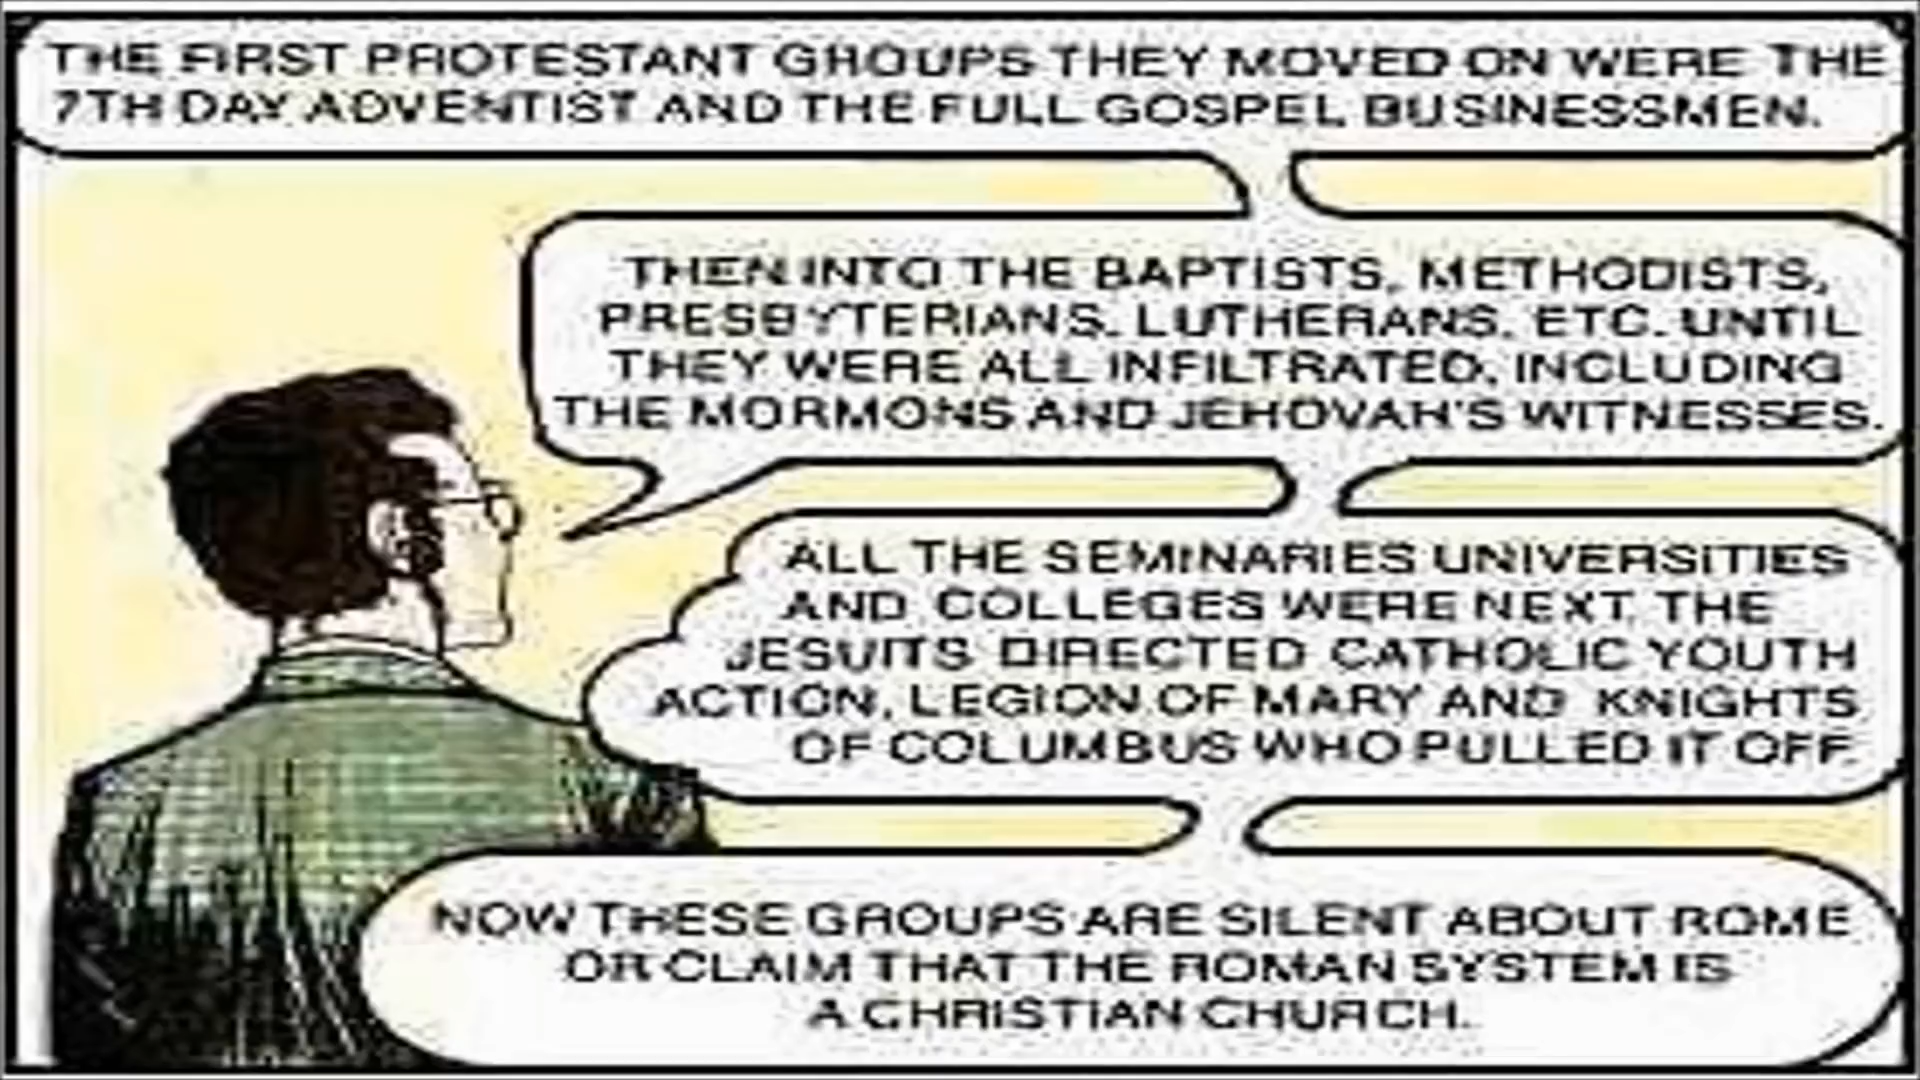 THE FIRST PROTESTANT GROUPS THEY MOVED ON WERE THE
7TH DAY ADVENTIST AND THE FULL GOSPEL BUSINESSMEN.
THEN INTO THE BAPTISTS, METHODISTS,
PRESBYTERIANS, LUTHERANS, ETC. UNTIL
THEY WERE ALL INFILTRATED, INCLUDING
THE MORMONS AND JEHOVAH'S WITNESSES.
ALL THE SEMINARIES UNIVERSITIES
AND COLLEGES WERE NEXT. THE
JESUITS DIRECTED CATHOLIC YOUTH
ACTION, LEGION OF MARY AND KNIGHTS
OF COLUMBUS WHO PULLED IT OFF.
NOW THESE GROUPS ARE SILENT ABOUT ROME
OR CLAIM THAT THE ROMAN SYSTEM IS
A CHRISTIAN CHURCH.